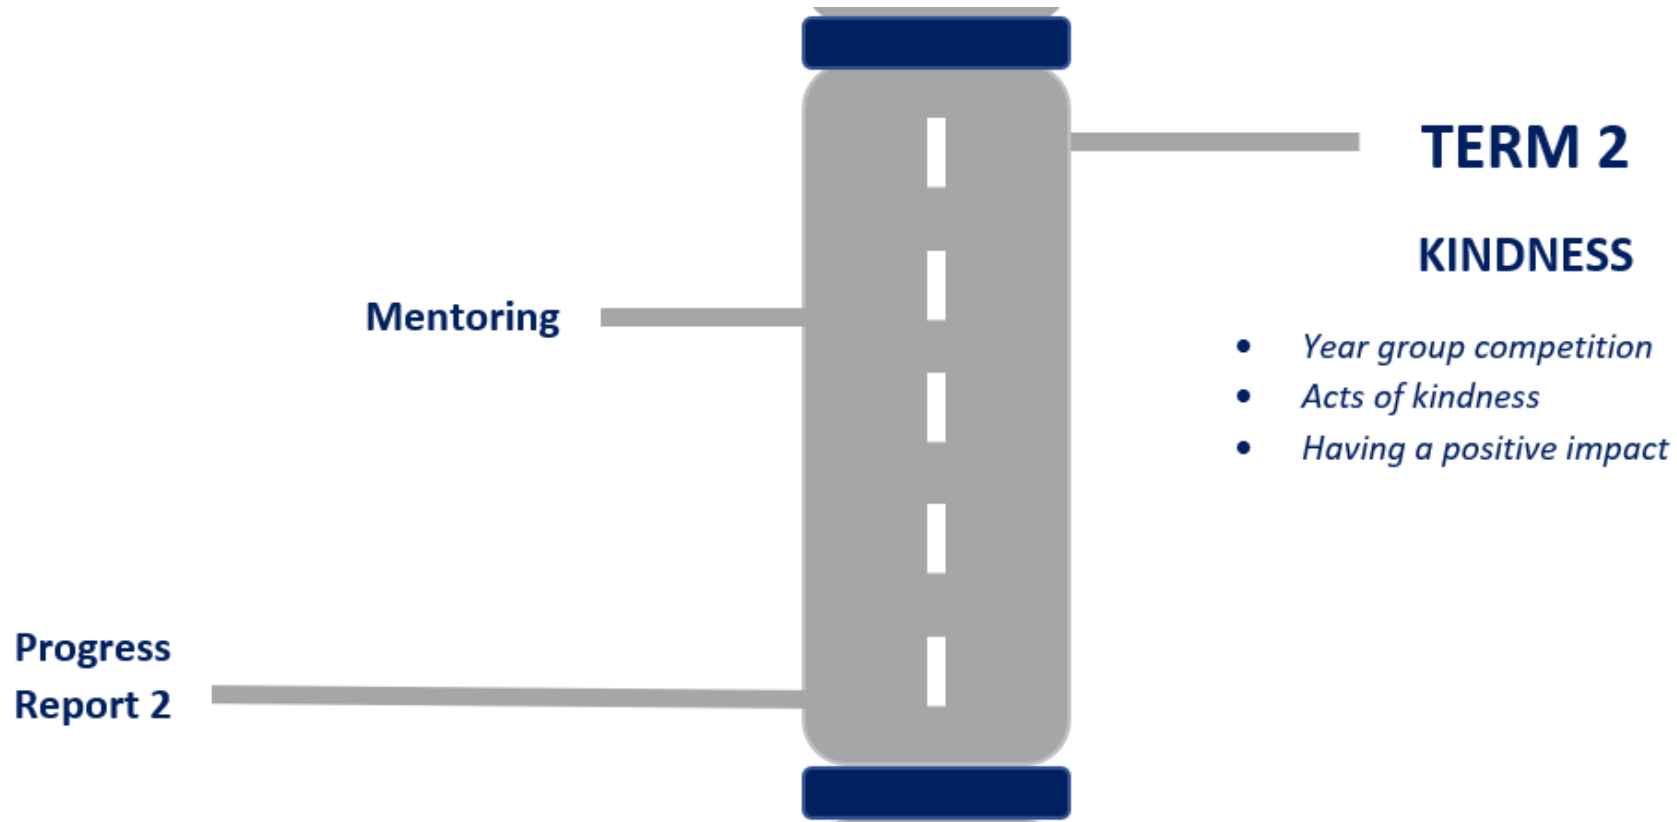 TERM 2
KINDNESS
Mentoring
• Year group competition
• Acts of kindness
• Having a positive impact
Progress
Report 2